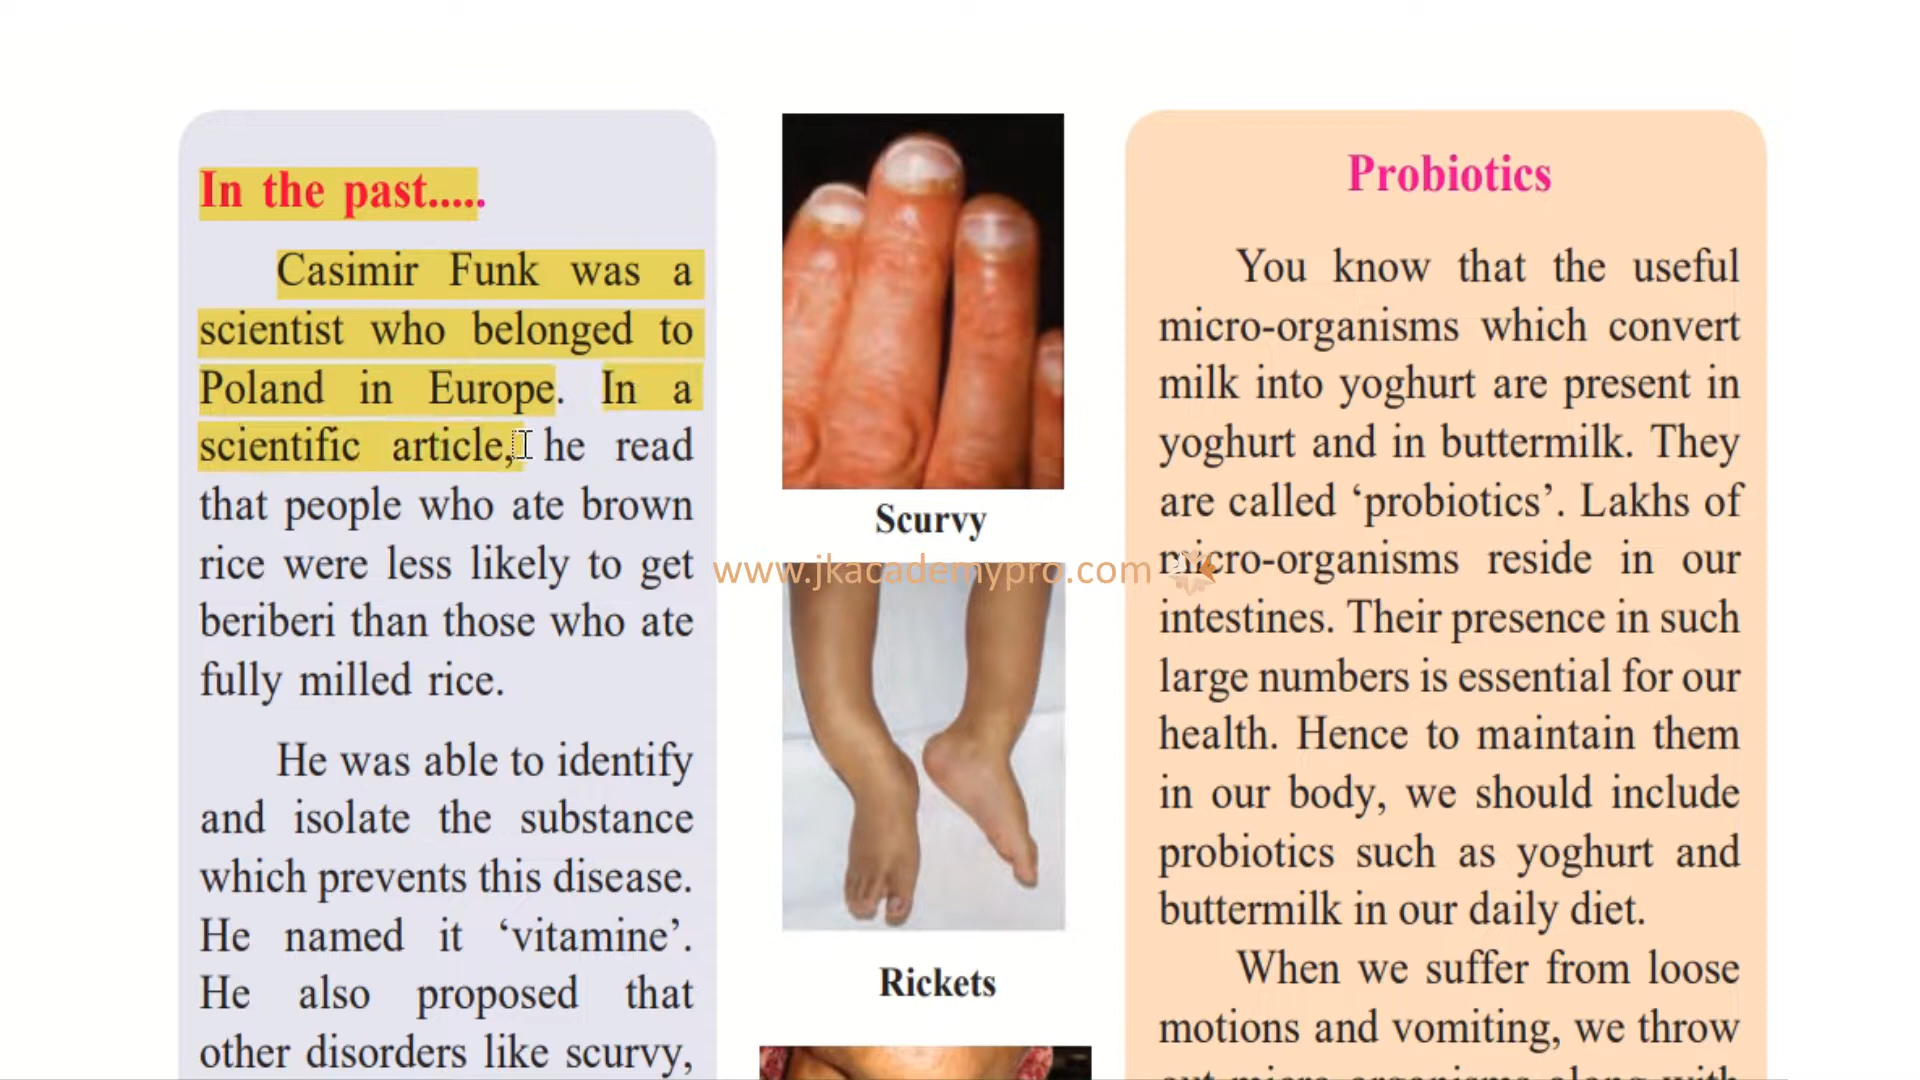 In the past.....
Casimir Funk was a
scientist who belonged to
Poland in Europe. In a
scientific article, he read
that people who ate brown
rice were less likely to get
beriberi than those who ate
fully milled rice.
He was able to identify
and isolate the substance
which prevents this disease.
He named it ‘vitamine’.
He also proposed that
other disorders like scurvy,
Scurvy
www.jkacademypro.com
Rickets
Probiotics
You know that the useful
micro-organisms which convert
milk into yoghurt are present in
yoghurt and in buttermilk. They
are called ‘probiotics’. Lakhs of
micro-organisms reside in our
intestines. Their presence in such
large numbers is essential for our
health. Hence to maintain them
in our body, we should include
probiotics such as yoghurt and
buttermilk in our daily diet.
When we suffer from loose
motions and vomiting, we throw
out micro-organisms along with